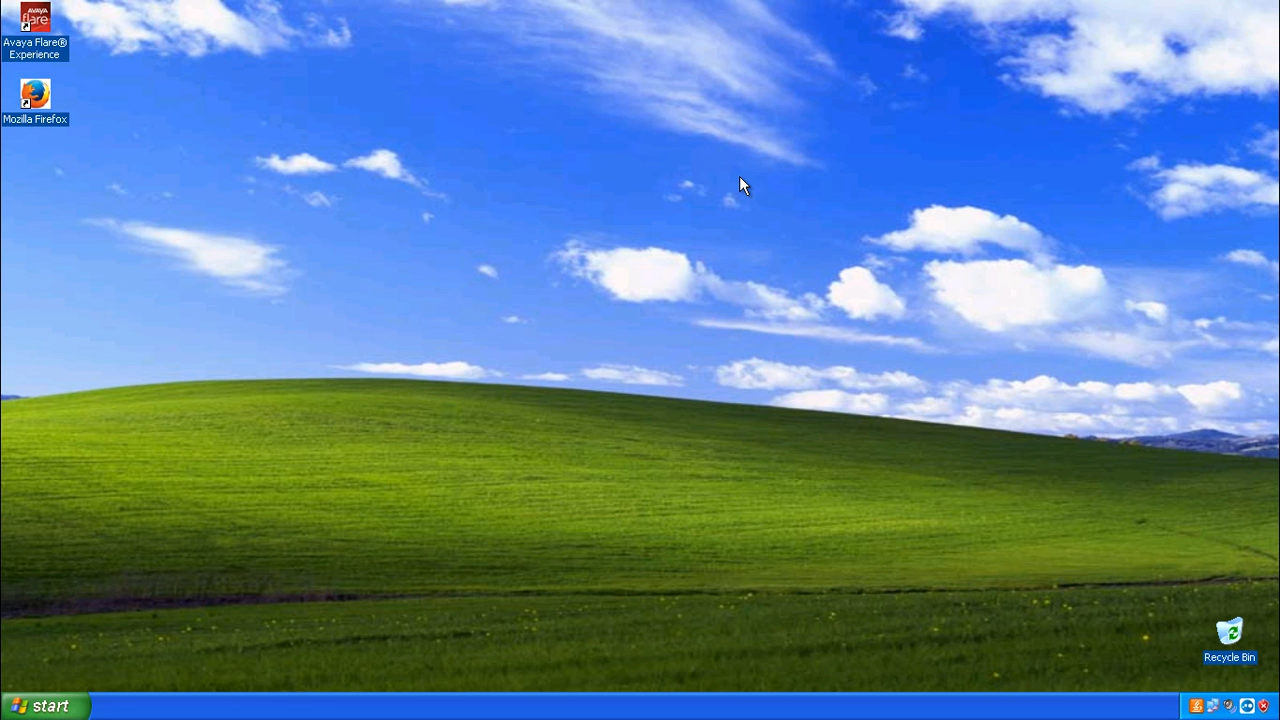 AVAYA
flare
Avaya Flare®
Experience
Mozilla Firefox
Recycle Bin
start